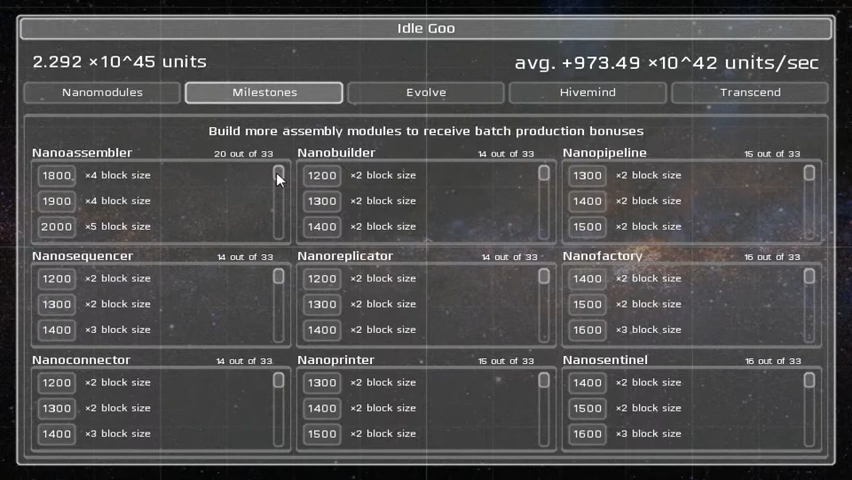 Idle Goo
2.292 ×10^45 units
avg. +973.49 ×10^42 units/sec
Nanomodules
Milestones
Evolve
Hivemind
Transcend
Build more assembly modules to receive batch production bonuses
Nanoassembler 20 out of 33
1800 ×4 block size
1900 ×4 block size
2000 ×5 block size
Nanobuilder 14 out of 33
1200 ×2 block size
1300 ×2 block size
1400 ×2 block size
Nanopipeline 15 out of 33
1300 ×2 block size
1400 ×2 block size
1500 ×2 block size
Nanosequencer 14 out of 33
1200 ×2 block size
1300 ×2 block size
1400 ×3 block size
Nanoreplicator 14 out of 33
1200 ×2 block size
1300 ×2 block size
1400 ×2 block size
Nanofactory 16 out of 33
1400 ×2 block size
1500 ×2 block size
1600 ×3 block size
Nanoconnector 14 out of 33
1200 ×2 block size
1300 ×2 block size
1400 ×3 block size
Nanoprinter 15 out of 33
1300 ×2 block size
1400 ×2 block size
1500 ×2 block size
Nanosentinel 16 out of 33
1400 ×2 block size
1500 ×2 block size
1600 ×3 block size